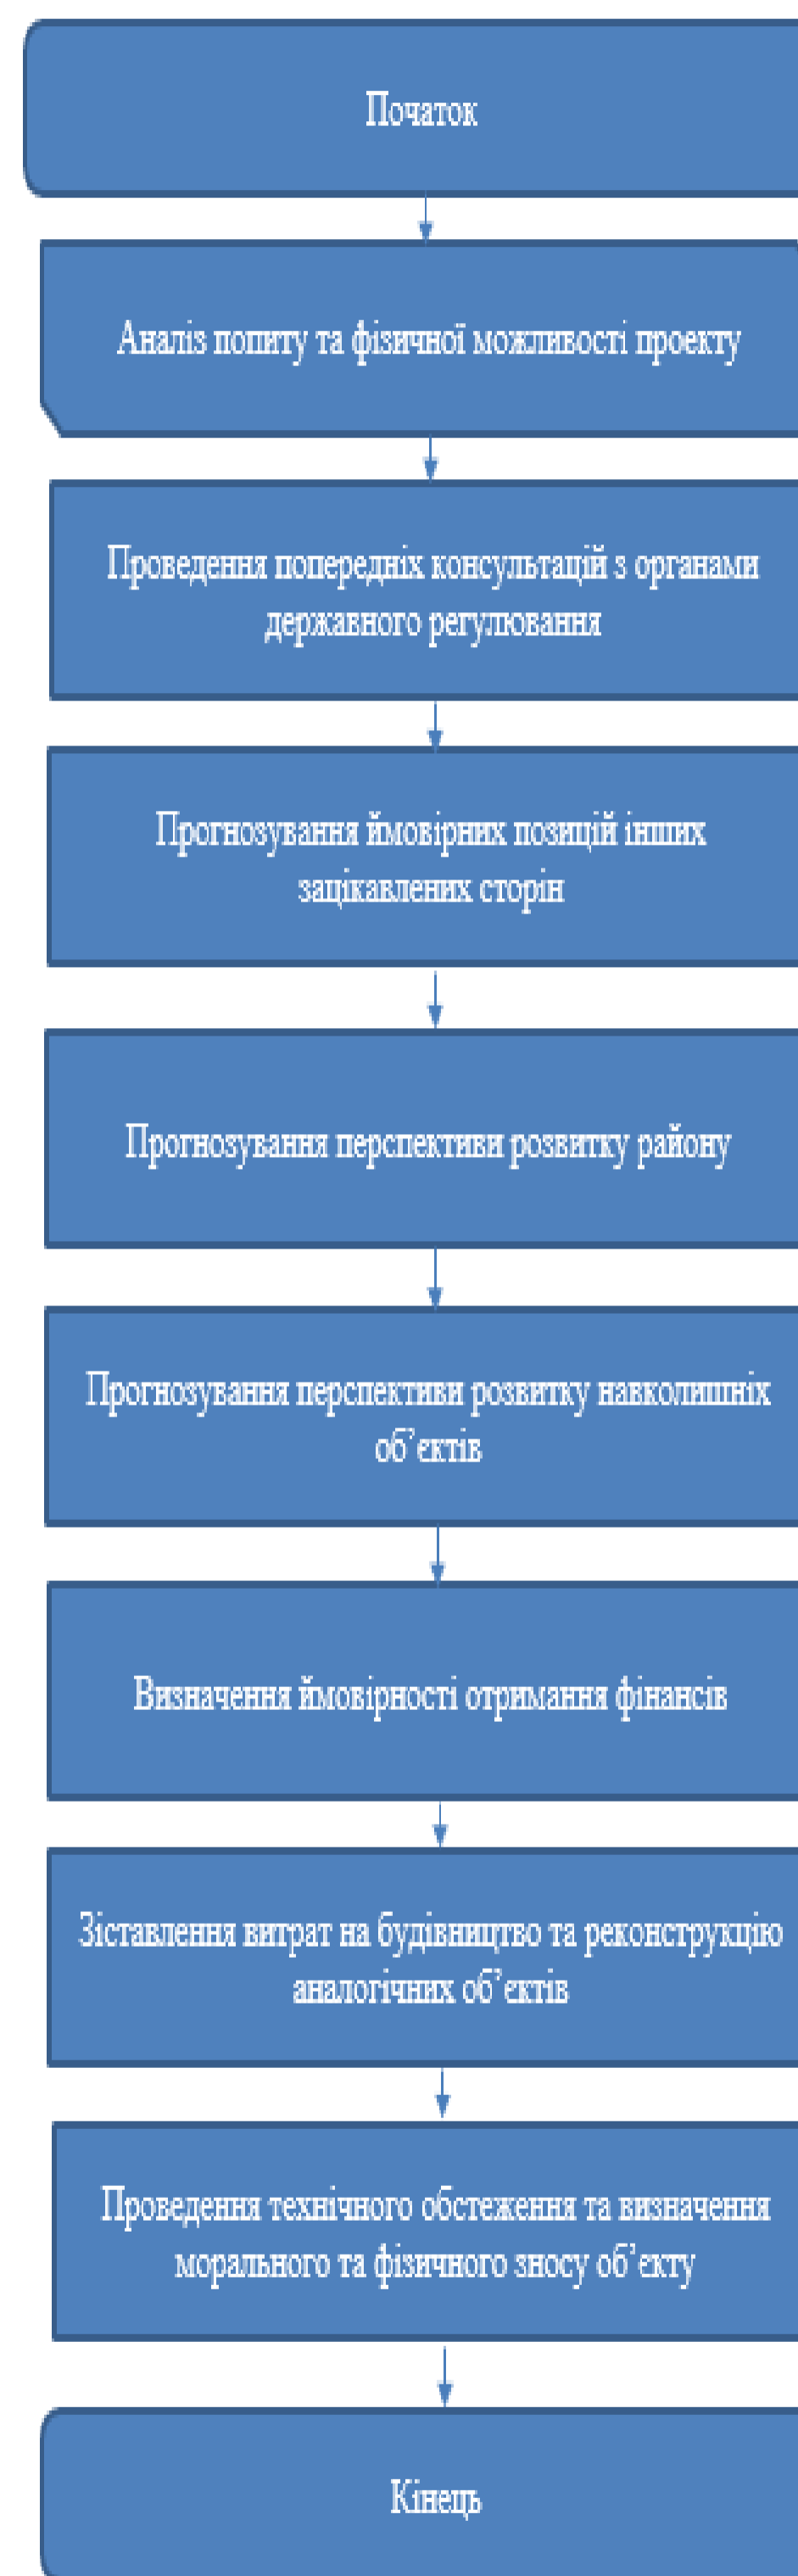 Початок
Аналіз попиту та фізичної можливості проекту
Проведення попередніх консультацій з органами
державного регулювання
Прогнозування ймовірних позицій інших
зацікавлених сторін
Прогнозування перспективи розвитку району
Прогнозування перспективи розвитку навколишніх
об’єктів
Визначення ймовірності отримання фінансів
Зіставлення витрат на будівництво та реконструкцію
аналогічних об’єктів
Проведення технічного обстеження та визначення
морального та фізичного зносу об’єкту
Кінець